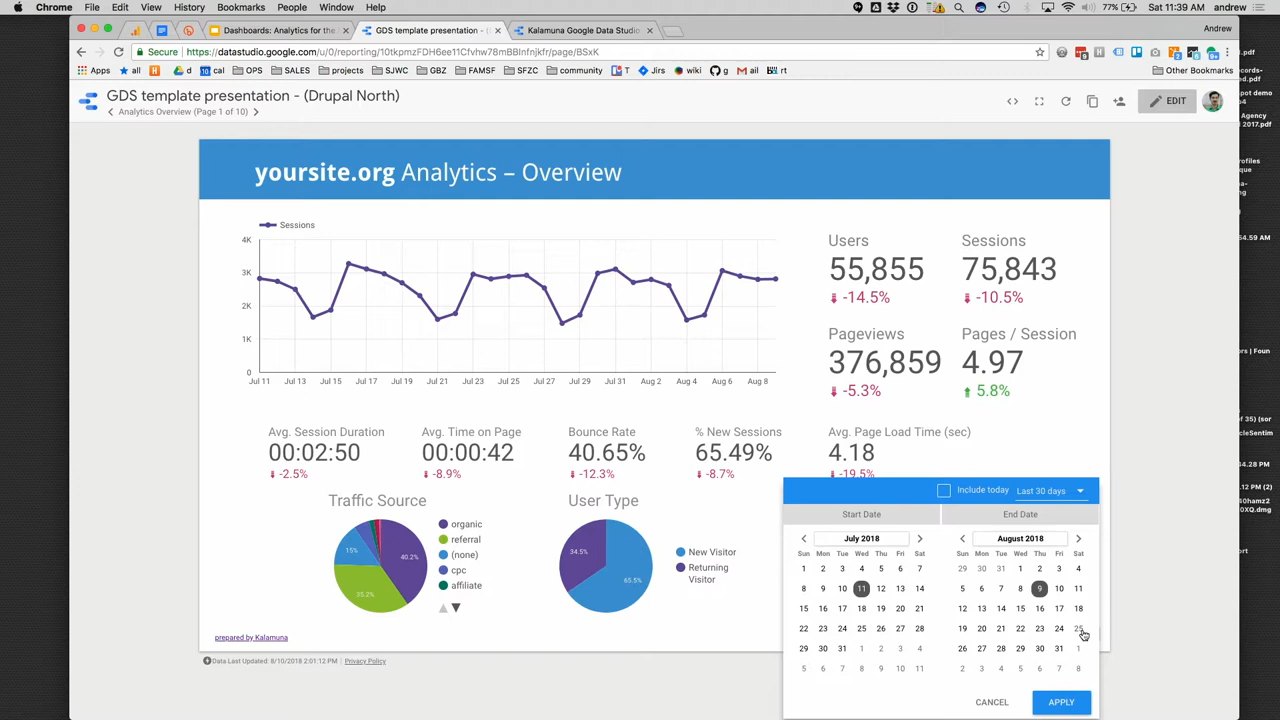 Chrome File Edit View History Bookmarks People Window Help 77% Sat 11:39 AM andrew
Dashboards: Analytics for the GDS template presentation - Kalamuna Google Data Studio Andrew
Secure https://datastudio.google.com/u/0/reporting/10tkpmzFDH6ee11Cfvhw78mBBInfnjkfr/page/BSxK
Apps all d cal OPS SALES projects SJWC GBZ FAMSF SFZC community T Jirs wiki g ail rt Other Bookmarks
GDS template presentation - (Drupal North)
Analytics Overview (Page 1 of 10)
EDIT
yoursite.org Analytics – Overview
Sessions
4K
3K
2K
1K
0
Jul 11 Jul 13 Jul 15 Jul 17 Jul 19 Jul 21 Jul 23 Jul 25 Jul 27 Jul 29 Jul 31 Aug 2 Aug 4 Aug 6 Aug 8
Users Sessions
55,855 75,843
-14.5% -10.5%
Pageviews Pages / Session
376,859 4.97
-5.3% 5.8%
Avg. Session Duration Avg. Time on Page Bounce Rate % New Sessions Avg. Page Load Time (sec)
00:02:50 00:00:42 40.65% 65.49% 4.18
-2.5% -8.9% -12.3% -8.7% -19.5%
Traffic Source
40.2%
15%
organic
referral
(none)
cpc
affiliate
User Type
34.5%
65.5%
New Visitor
Returning
Visitor
Include today Last 30 days
Start Date End Date
July 2018 August 2018
Sun Mon Tue Wed Thu Fri Sat Sun Mon Tue Wed Thu Fri Sat
1 2 3 4 5 6 7 29 30 31 1 2 3 4
8 9 10 11 12 13 14 5 6 7 8 9 10 11
15 16 17 18 19 20 21 12 13 14 15 16 17 18
22 23 24 25 26 27 28 19 20 21 22 23 24 25
29 30 31 1 2 3 4 26 27 28 29 30 31 1
5 6 7 8 9 10 11 2 3 4 5 6 7 8
CANCEL APPLY
prepared by Kalamuna
Data Last Updated: 8/10/2018 2:01:12 PM Privacy Policy